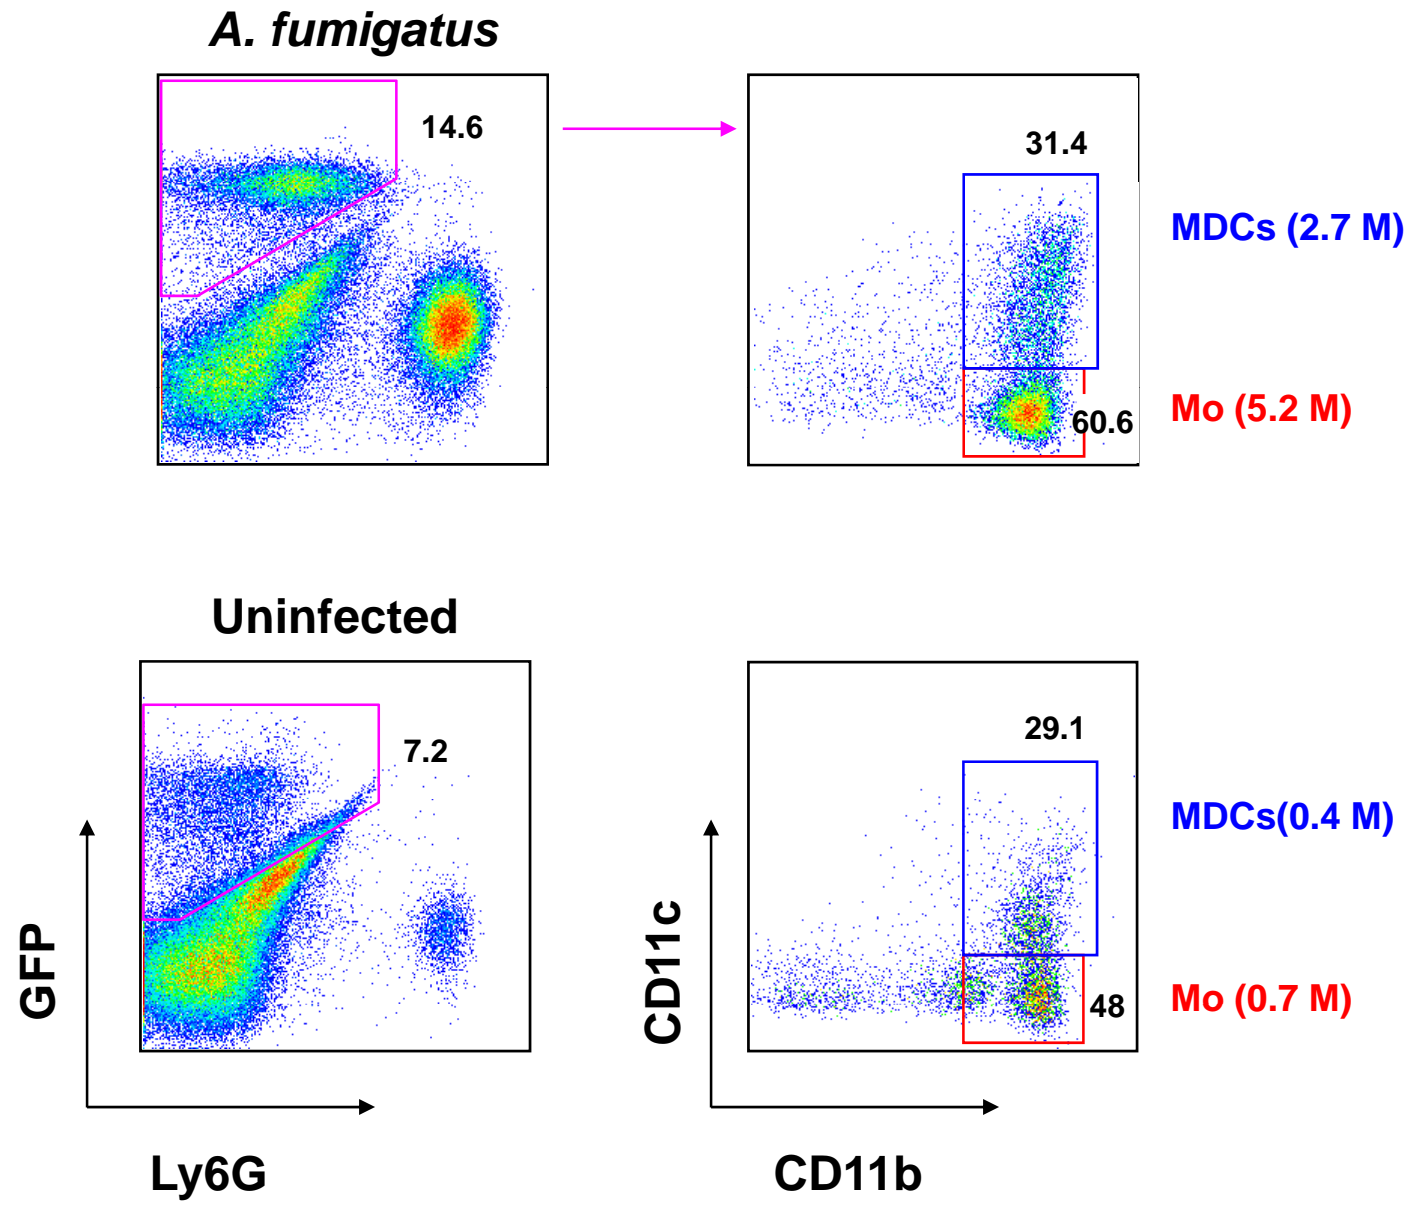 A. fumigatus
14.6
31.4
MDCs (2.7 M)
60.6
Mo (5.2 M)
Uninfected
7.2
29.1
MDCs(0.4 M)
48
Mo (0.7 M)
GFP
CD11c
Ly6G
CD11b